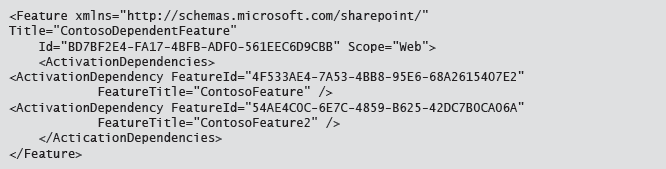 <Feature xmlns="http://schemas.microsoft.com/sharepoint/"
Title="ContosoDependentFeature"
Id="BD7BF2E4-FA17-4BFB-ADF0-561EEC6D9CBB" Scope="Web">
<ActivationDependencies>
<ActivationDependency FeatureId="4F533AE4-7A53-4BB8-95E6-68A2615407E2"
FeatureTitle="ContosoFeature" />
<ActivationDependency FeatureId="54AE4C0C-6E7C-4859-B625-42DC7B0CA06A"
FeatureTitle="ContosoFeature2" />
</ActicationDependencies>
</Feature>